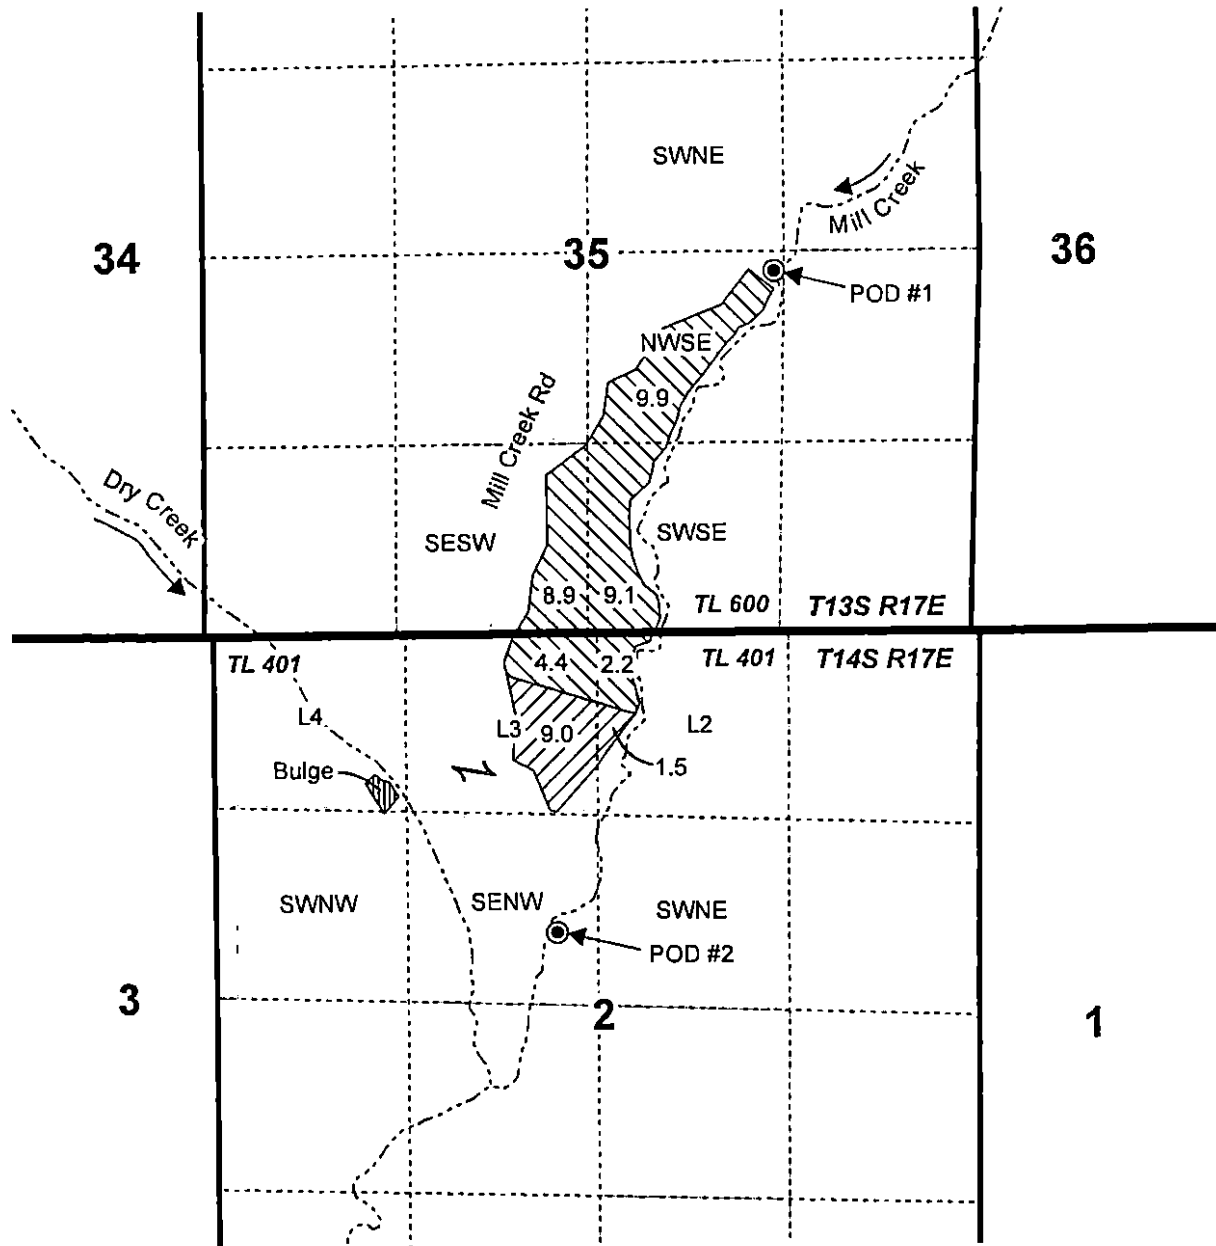 SWNE
Mill Creek
34
35
36
POD #1
NWSE
9.9
Mill Creek Rd
Dry Creek
SESW
SWSE
8.9
9.1
TL 600
T13S R17E
TL 401
4.4
2.2
TL 401
T14S R17E
L4
L3
9.0
L2
Bulge
1.5
SWNW
SENW
SWNE
POD #2
3
2
1